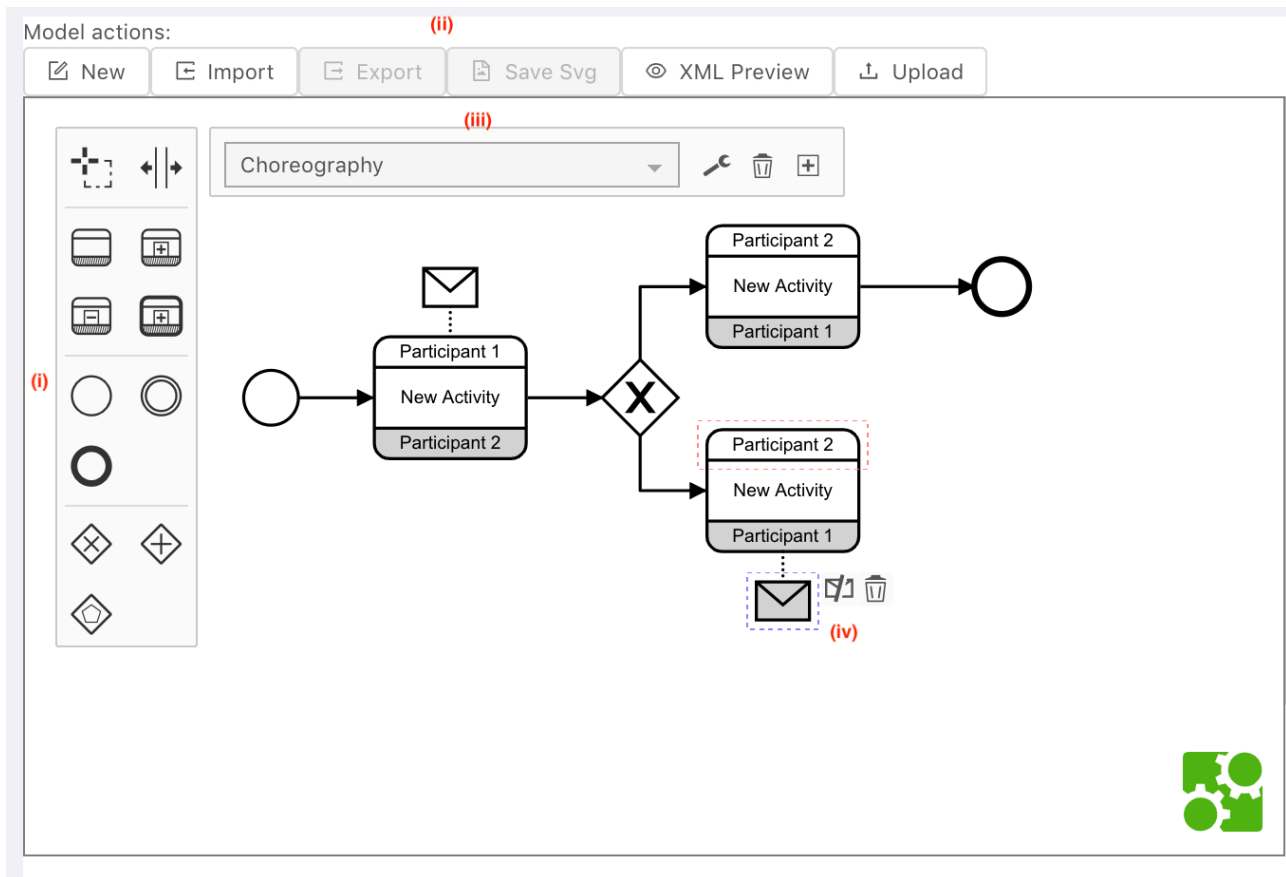 (ii)
Model actions:
New Import Export Save Svg XML Preview Upload
(iii)
Choreography
Participant 2
New Activity
Participant 1
Participant 1
New Activity
Participant 2
(i)
X
Participant 2
New Activity
Participant 1
(iv)